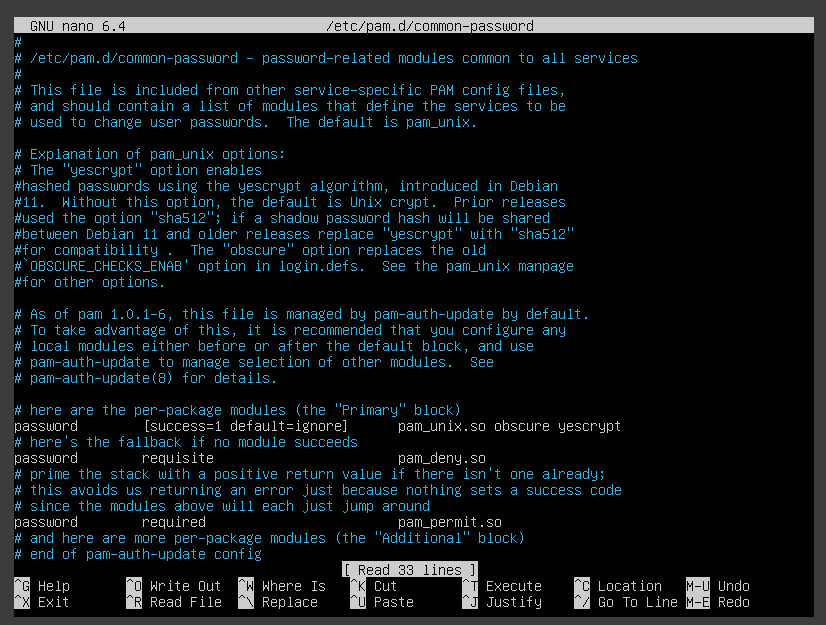 GNU nano 6.4 /etc/pam.d/common-password
#
# /etc/pam.d/common-password - password-related modules common to all services
#
# This file is included from other service-specific PAM config files,
# and should contain a list of modules that define the services to be
# used to change user passwords.  The default is pam_unix.

# Explanation of pam_unix options:
# The "yescrypt" option enables
#hashed passwords using the yescrypt algorithm, introduced in Debian
#11.  Without this option, the default is Unix crypt.  Prior releases
#used the option "sha512"; if a shadow password hash will be shared
#between Debian 11 and older releases replace "yescrypt" with "sha512"
#for compatibility .  The "obscure" option replaces the old
#`OBSCURE_CHECKS_ENAB' option in login.defs.  See the pam_unix manpage
#for other options.

# As of pam 1.0.1-6, this file is managed by pam-auth-update by default.
# To take advantage of this, it is recommended that you configure any
# local modules either before or after the default block, and use
# pam-auth-update to manage selection of other modules.  See
# pam-auth-update(8) for details.

# here are the per-package modules (the "Primary" block)
password        [success=1 default=ignore]      pam_unix.so obscure yescrypt
# here's the fallback if no module succeeds
password        requisite                       pam_deny.so
# prime the stack with a positive return value if there isn't one already;
# this avoids us returning an error just because nothing sets a success code
# since the modules above will each just jump around
password        required                        pam_permit.so
# and here are more per-package modules (the "Additional" block)
# end of pam-auth-update config
[ Read 33 lines ]
^G Help ^O Write Out ^W Where Is ^K Cut ^T Execute ^C Location M-U Undo
^X Exit ^R Read File ^\ Replace ^U Paste ^J Justify ^/ Go To Line M-E Redo